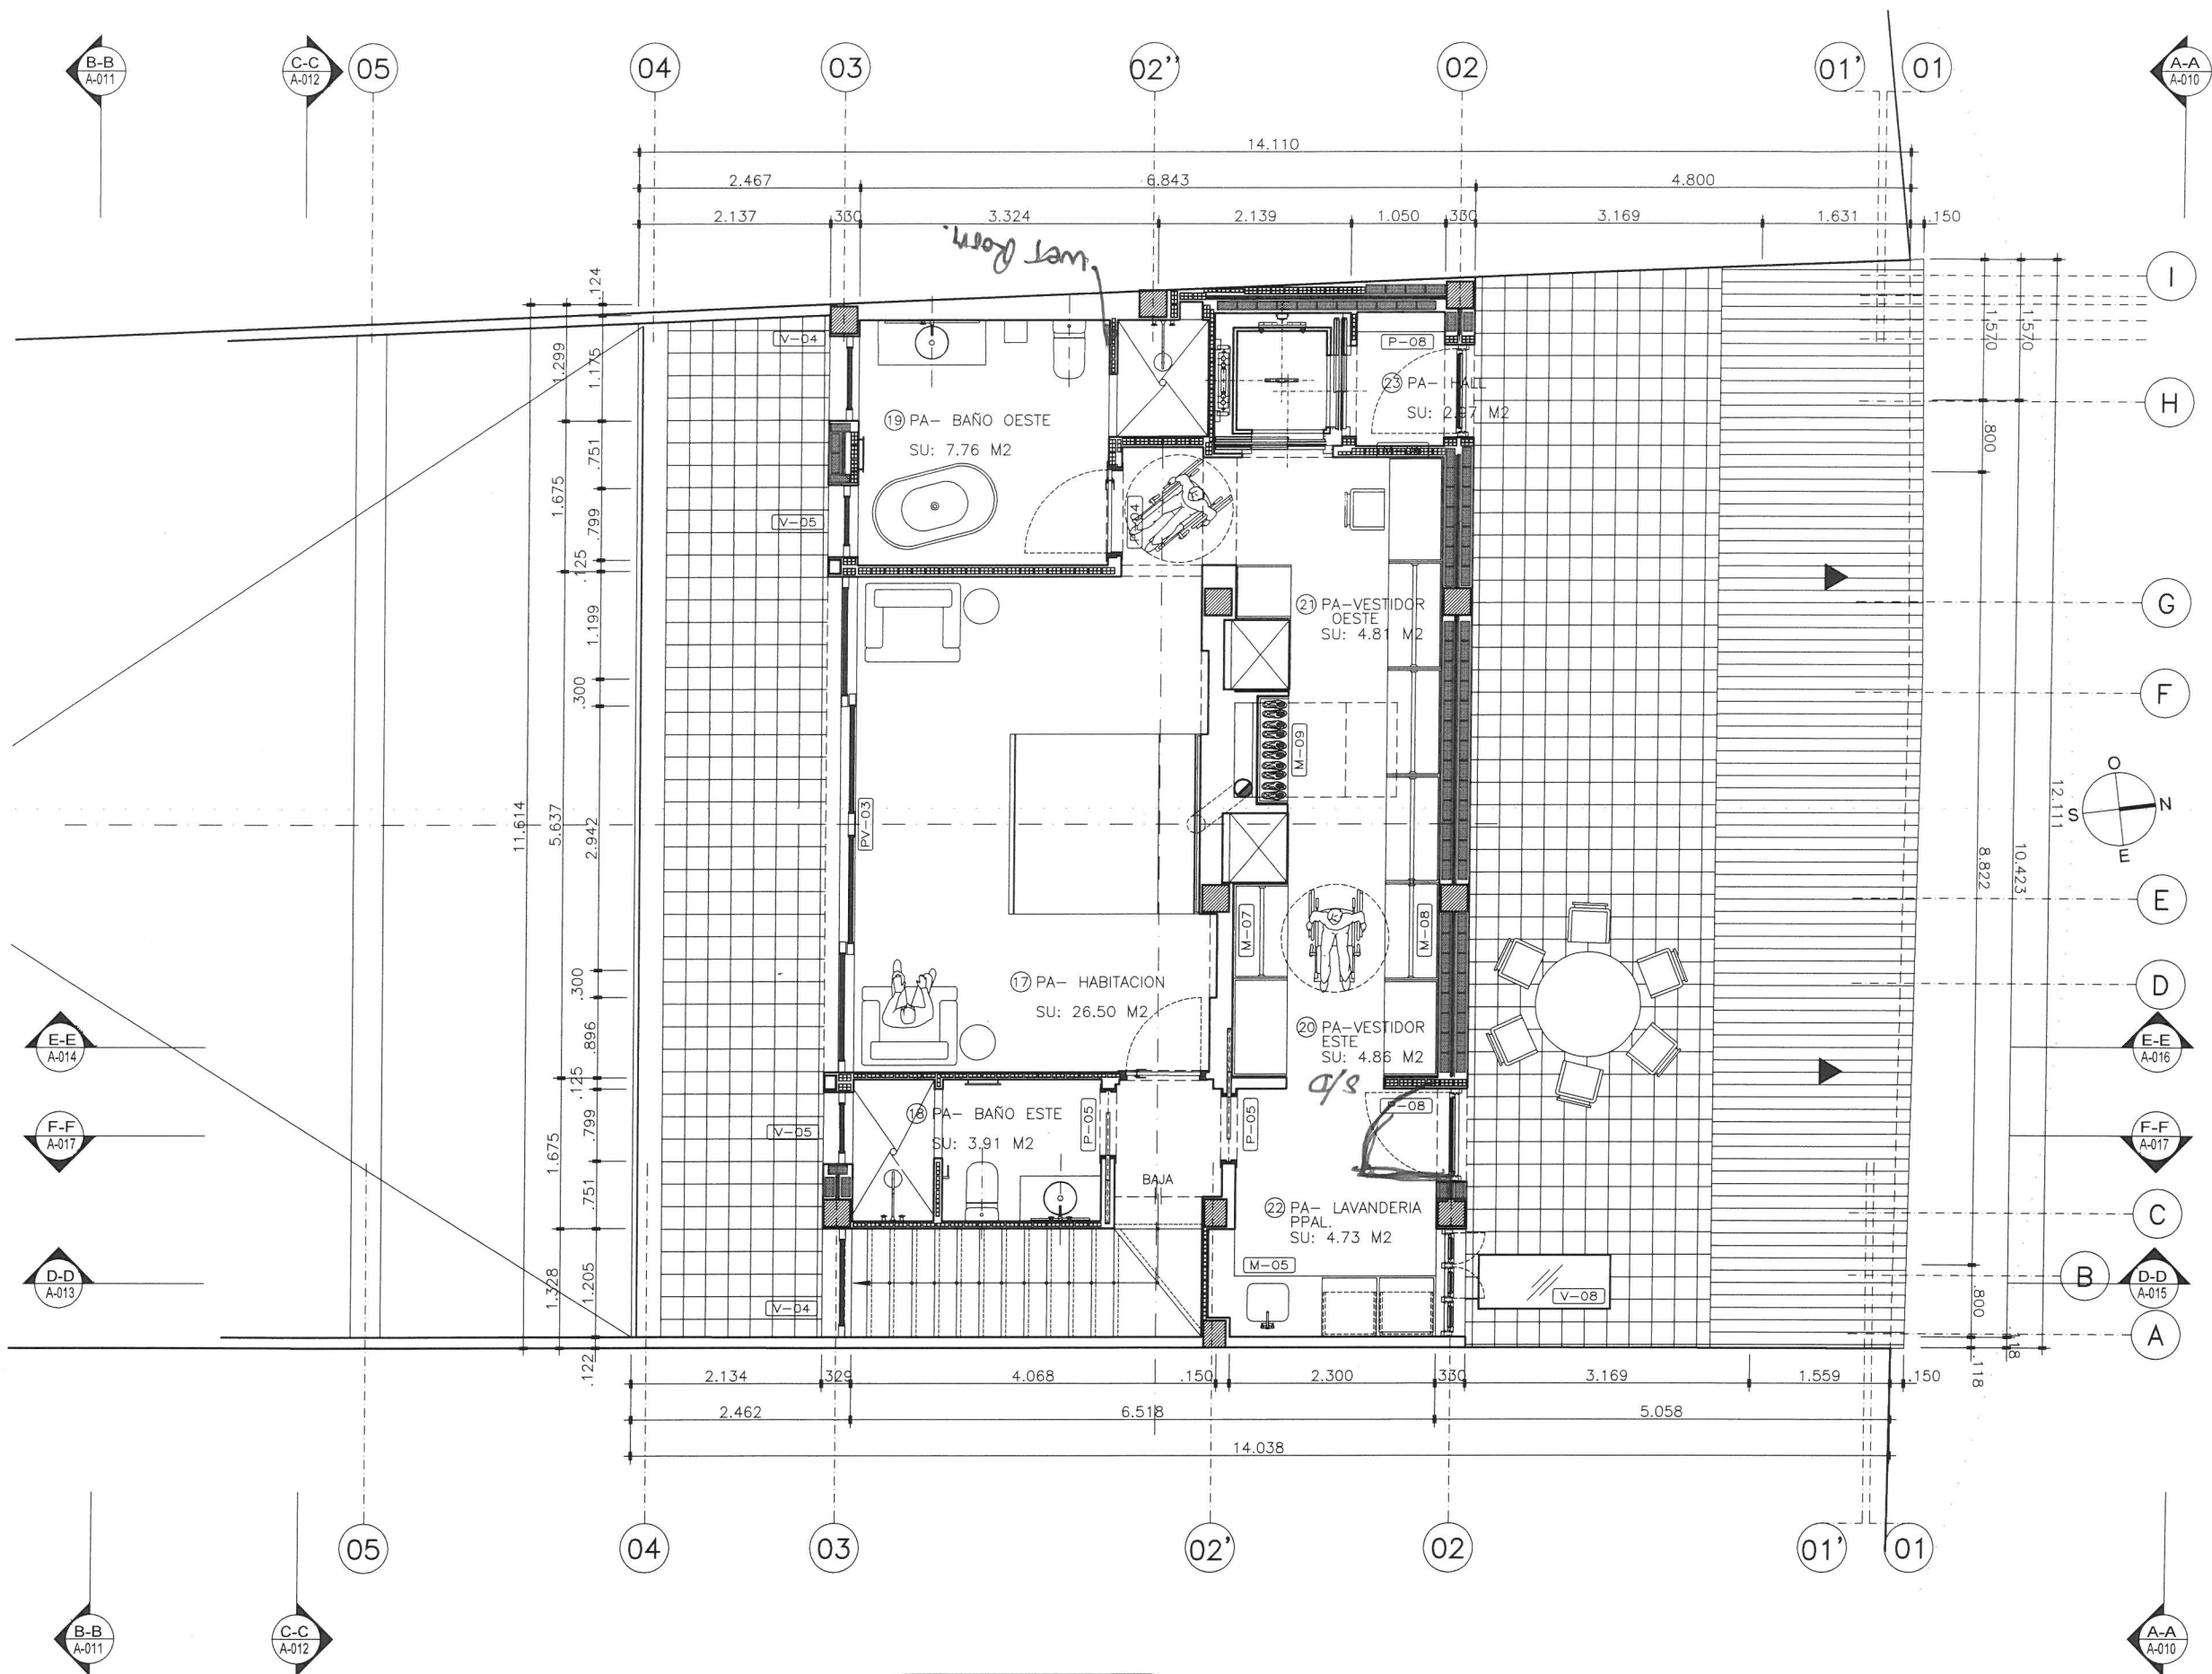 B-B
A-011
C-C
A-012
05
04
03
02''
02
01'
01
A-A
A-010
14.110
2.467
6.843
4.800
2.137
330
3.324
2.139
1.050
330
3.169
1.631
.150
wet Room.
.124
1.299
1.175
.751
1.675
.799
.125
1.199
.300
11.614
5.637
2.942
.300
.896
.125
.799
1.675
.751
1.328
1.205
.122
V-04
V-05
PV-03
V-05
V-04
19 PA- BAÑO OESTE
SU: 7.76 M2
P-08
23 PA- HALL
SU: 2.97 M2
21 PA-VESTIDOR
OESTE
SU: 4.81 M2
M-09
M-07
M-08
17 PA- HABITACION
SU: 26.50 M2
20 PA-VESTIDOR
ESTE
SU: 4.86 M2
D/S
18 PA- BAÑO ESTE
SU: 3.91 M2
P-05
P-05
P-08
BAJA
22 PA- LAVANDERIA
PPAL.
SU: 4.73 M2
M-05
V-08
1.570
1.570
.800
12.111
10.423
8.822
.800
.118
I
H
G
F
O
N
S
E
E
D
E-E
A-016
F-F
A-017
C
B
D-D
A-015
A
E-E
A-014
F-F
A-017
D-D
A-013
2.134
329
4.068
.150
2.300
330
3.169
1.559
.150
2.462
6.518
5.058
14.038
05
04
03
02'
02
01'
01
B-B
A-011
C-C
A-012
A-A
A-010